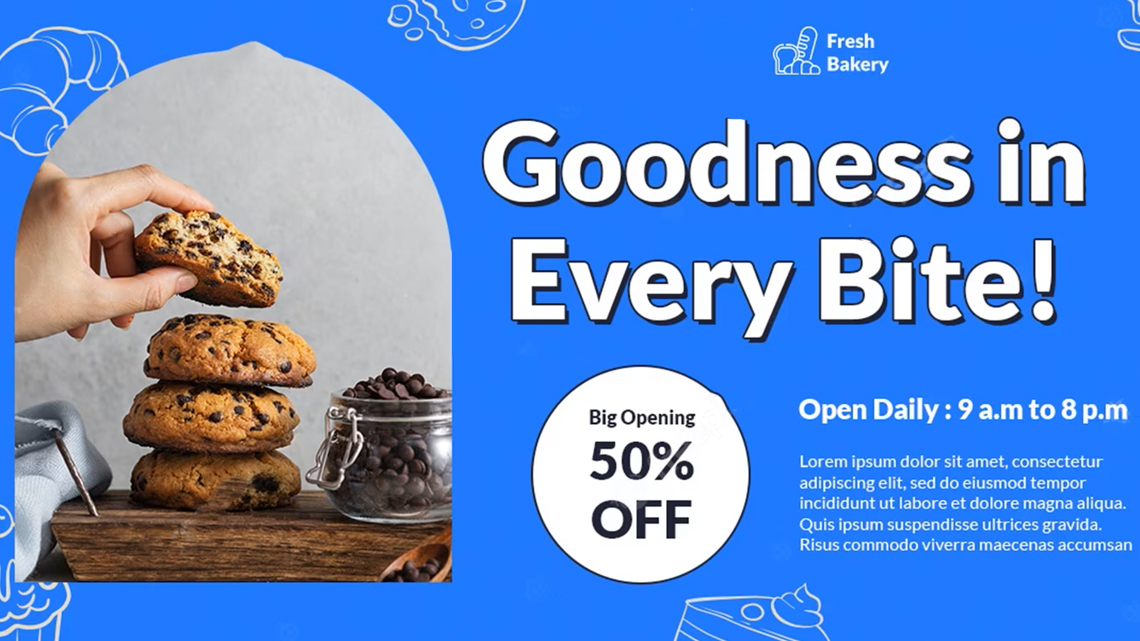 Fresh
Bakery
Goodness in
Every Bite!
Big Opening
50%
OFF
Open Daily : 9 a.m to 8 p.m
Lorem ipsum dolor sit amet, consectetur
adipiscing elit, sed do eiusmod tempor
incididunt ut labore et dolore magna aliqua.
Quis ipsum suspendisse ultrices gravida.
Risus commodo viverra maecenas accumsan